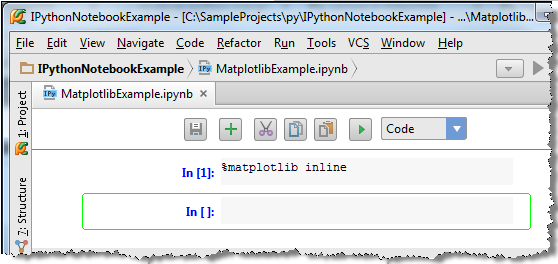 IPythonNotebookExample - [C:\SampleProjects\py\IPythonNotebookExample] - ...\Matplotlib...
File Edit View Navigate Code Refactor Run Tools VCS Window Help
IPythonNotebookExample MatplotlibExample.ipynb
MatplotlibExample.ipynb
1: Project
7: Structure
Code
In [1]: %matplotlib inline
In [ ]: